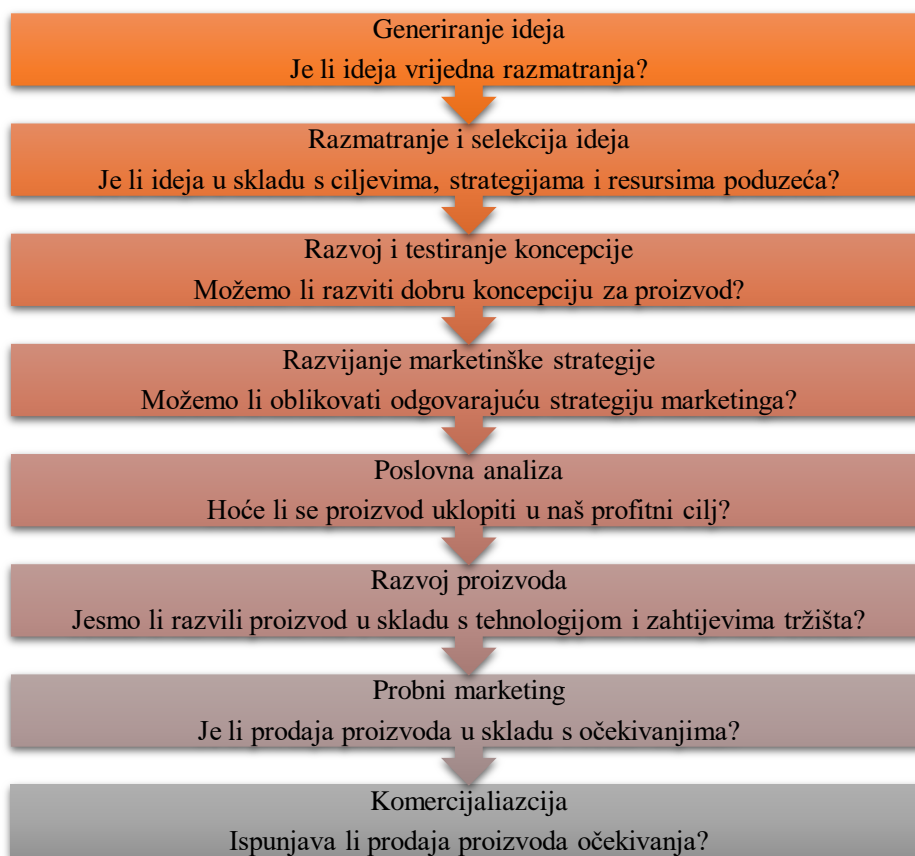 Generiranje ideja
Je li ideja vrijedna razmatranja?
Razmatranje i selekcija ideja
Je li ideja u skladu s ciljevima, strategijama i resursima poduzeća?
Razvoj i testiranje koncepcije
Možemo li razviti dobru koncepciju za proizvod?
Razvijanje marketinške strategije
Možemo li oblikovati odgovarajuću strategiju marketinga?
Poslovna analiza
Hoće li se proizvod uklopiti u naš profitni cilj?
Razvoj proizvoda
Jesmo li razvili proizvod u skladu s tehnologijom i zahtijevima tržišta?
Probni marketing
Je li prodaja proizvoda u skladu s očekivanjima?
Komercijaliazcija
Ispunjava li prodaja proizvoda očekivanja?